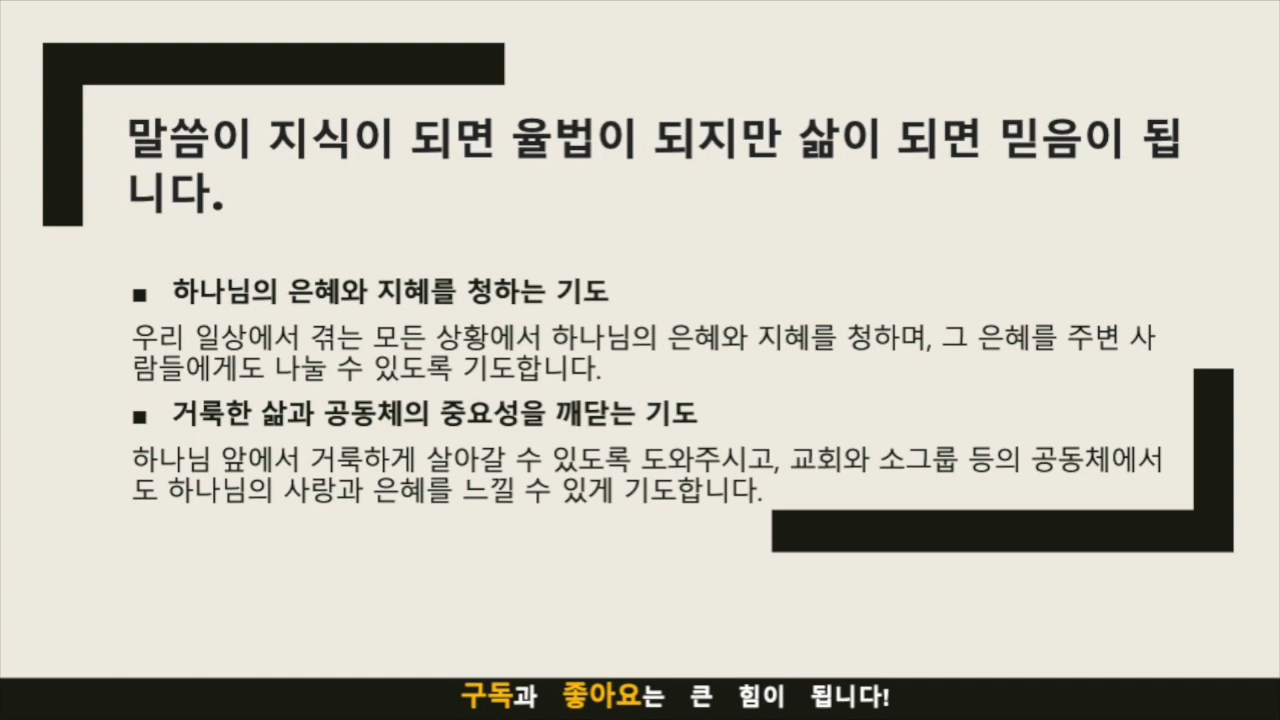 말씀이 지식이 되면 율법이 되지만 삶이 되면 믿음이 됩
니다.
■ 하나님의 은혜와 지혜를 청하는 기도
우리 일상에서 겪는 모든 상황에서 하나님의 은혜와 지혜를 청하며, 그 은혜를 주변 사
람들에게도 나눌 수 있도록 기도합니다.
■ 거룩한 삶과 공동체의 중요성을 깨닫는 기도
하나님 앞에서 거룩하게 살아갈 수 있도록 도와주시고, 교회와 소그룹 등의 공동체에서
도 하나님의 사랑과 은혜를 느낄 수 있게 기도합니다.
구독과 좋아요는 큰 힘이 됩니다!